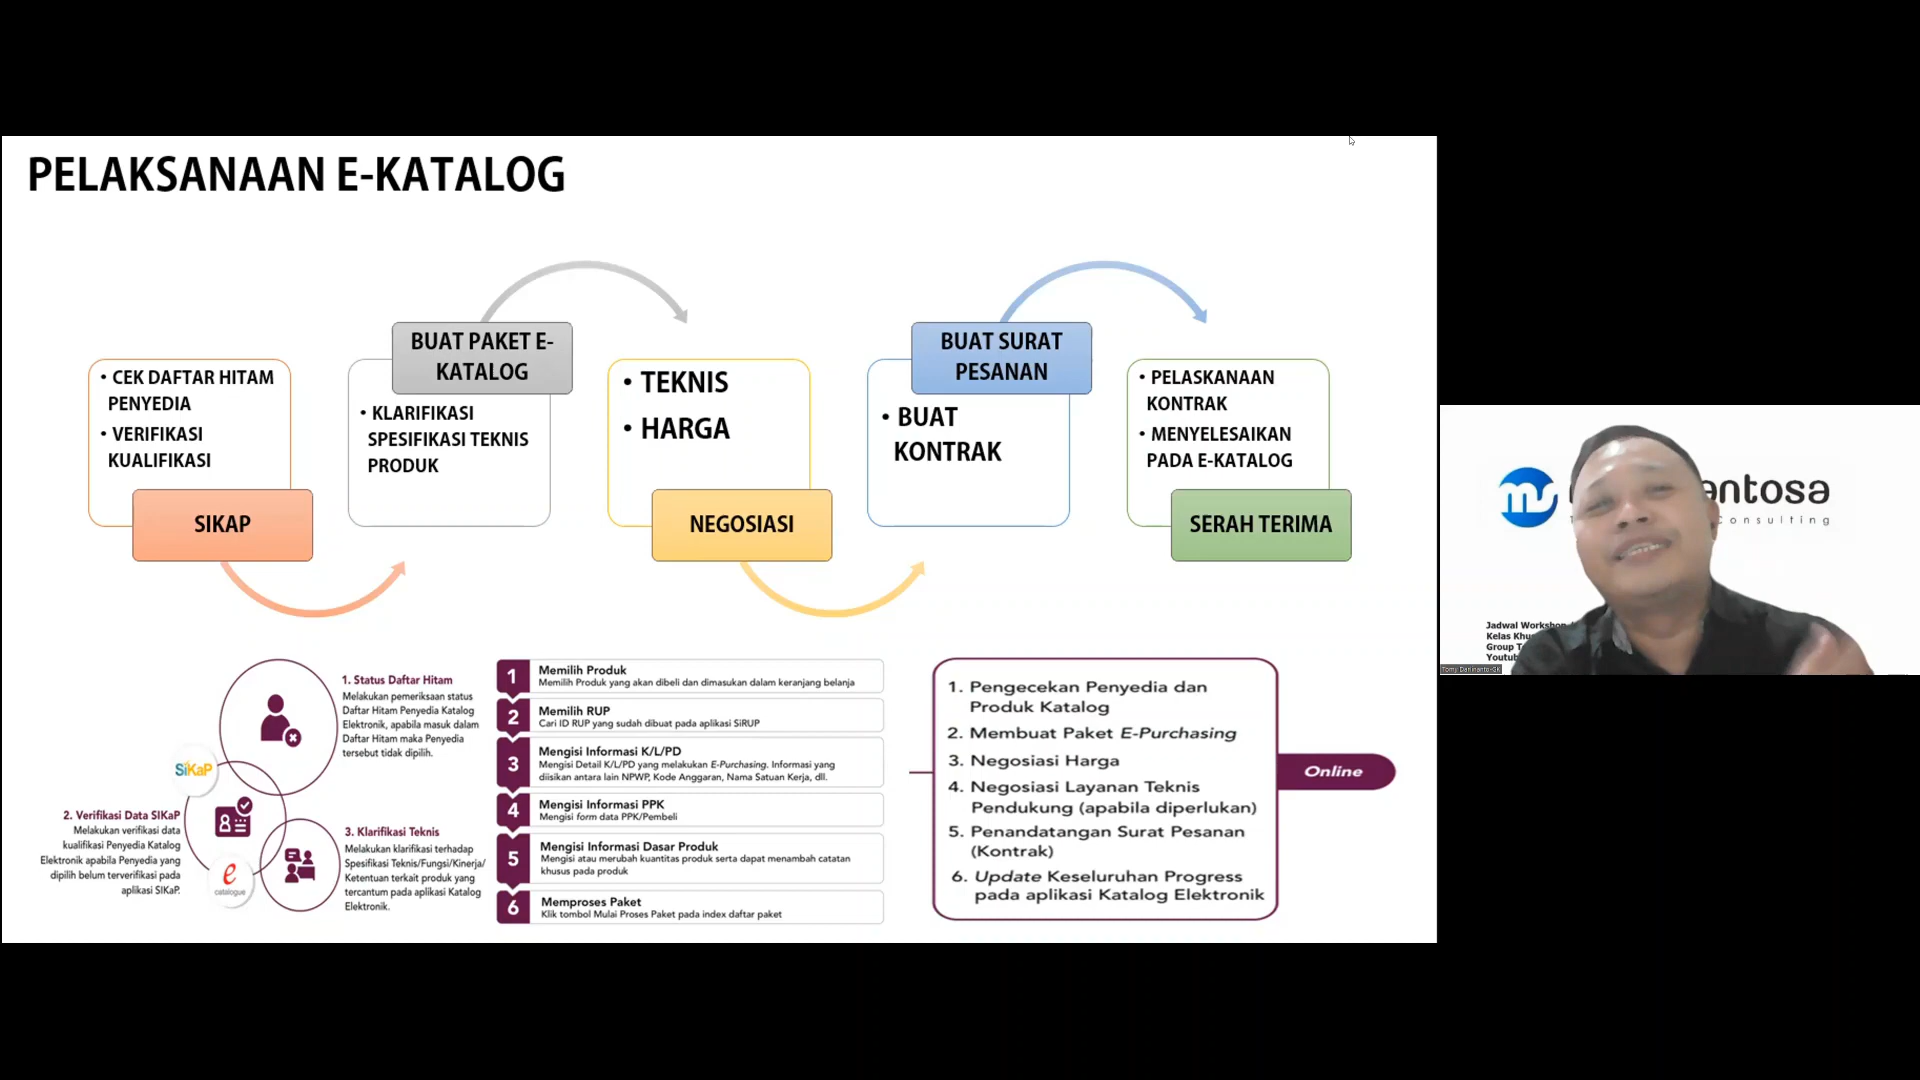 PELAKSANAAN E-KATALOG
• CEK DAFTAR HITAM
PENYEDIA
• VERIFIKASI
KUALIFIKASI
SIKAP
BUAT PAKET E-
KATALOG
• KLARIFIKASI
SPESIFIKASI TEKNIS
PRODUK
• TEKNIS
• HARGA
NEGOSIASI
BUAT SURAT
PESANAN
• BUAT
KONTRAK
• PELASKANAAN
KONTRAK
• MENYELESAIKAN
PADA E-KATALOG
SERAH TERIMA
1. Status Daftar Hitam
Melakukan pemeriksaan status
Daftar Hitam Penyedia Katalog
Elektronik, apabila masuk dalam
Daftar Hitam maka Penyedia
tersebut tidak dipilih.
SiKaP
2. Verifikasi Data SIKaP
Melakukan verifikasi data
kualifikasi Penyedia Katalog
Elektronik apabila Penyedia yang
dipilih belum terverifikasi pada
aplikasi SIKaP.
e
catalogue
3. Klarifikasi Teknis
Melakukan klarifikasi terhadap
Spesifikasi Teknis/Fungsi/Kinerja/
Ketentuan terkait produk yang
tercantum pada aplikasi Katalog
Elektronik.
1 Memilih Produk
Memilih Produk yang akan dibeli dan dimasukan dalam keranjang belanja
2 Memilih RUP
Cari ID RUP yang sudah dibuat pada aplikasi SiRUP
3 Mengisi Informasi K/L/PD
Mengisi Detail K/L/PD yang melakukan E-Purchasing. Informasi yang
diisikan antara lain NPWP, Kode Anggaran, Nama Satuan Kerja, dll.
4 Mengisi Informasi PPK
Mengisi form data PPK/Pembeli
5 Mengisi Informasi Dasar Produk
Mengisi atau merubah kuantitas produk serta dapat menambah catatan
khusus pada produk
6 Memproses Paket
Klik tombol Mulai Proses Paket pada index daftar paket
1. Pengecekan Penyedia dan
Produk Katalog
2. Membuat Paket E-Purchasing
3. Negosiasi Harga
4. Negosiasi Layanan Teknis
Pendukung (apabila diperlukan)
5. Penandatangan Surat Pesanan
(Kontrak)
6. Update Keseluruhan Progress
pada aplikasi Katalog Elektronik
Online
ms
antosa
Consulting
Jadwal Workshop
Kelas Khu
Group T
Youtub